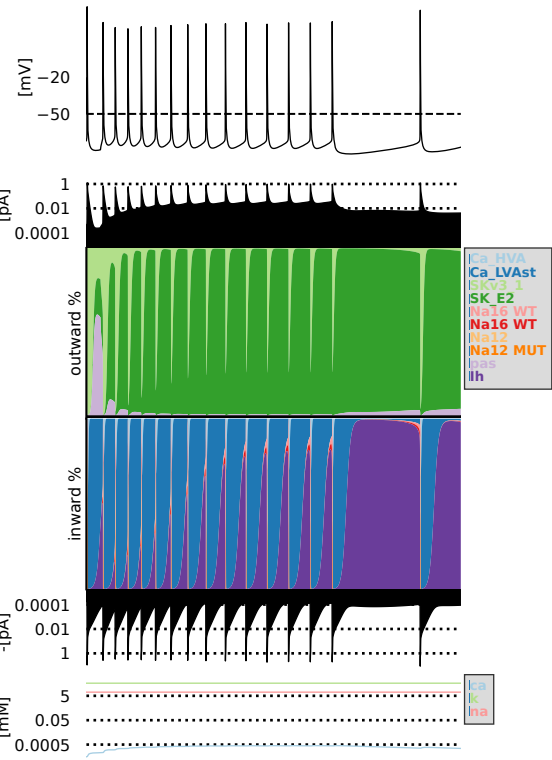 [mV]
−20
−50
[pA]
1
0.01
0.0001
outward %
Ca_HVA
Ca_LVAst
SKv3_1
SK_E2
Na16 WT
Na16 WT
Na12
Na12 MUT
pas
Ih
inward %
-[pA]
0.0001
0.01
1
[mM]
5
0.05
0.0005
ca
k
na